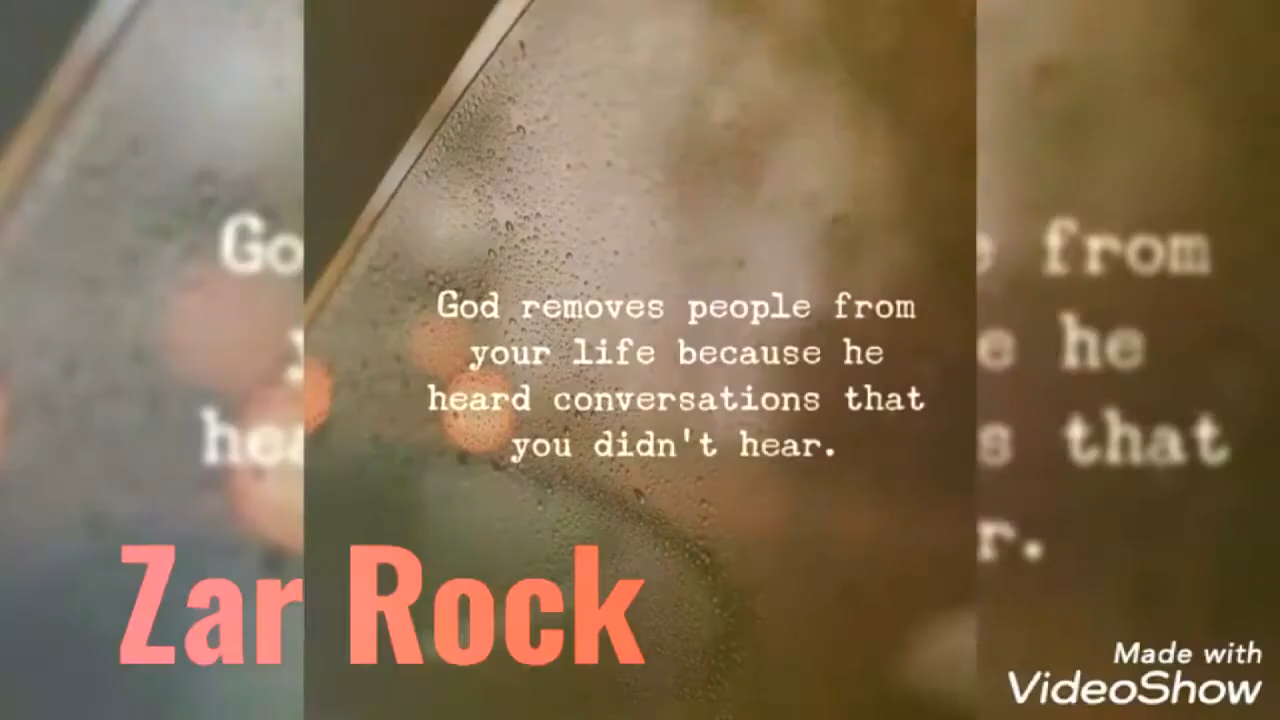 God removes people from
your life because he
heard conversations that
you didn't hear.
Zar Rock
Made with
VideoShow